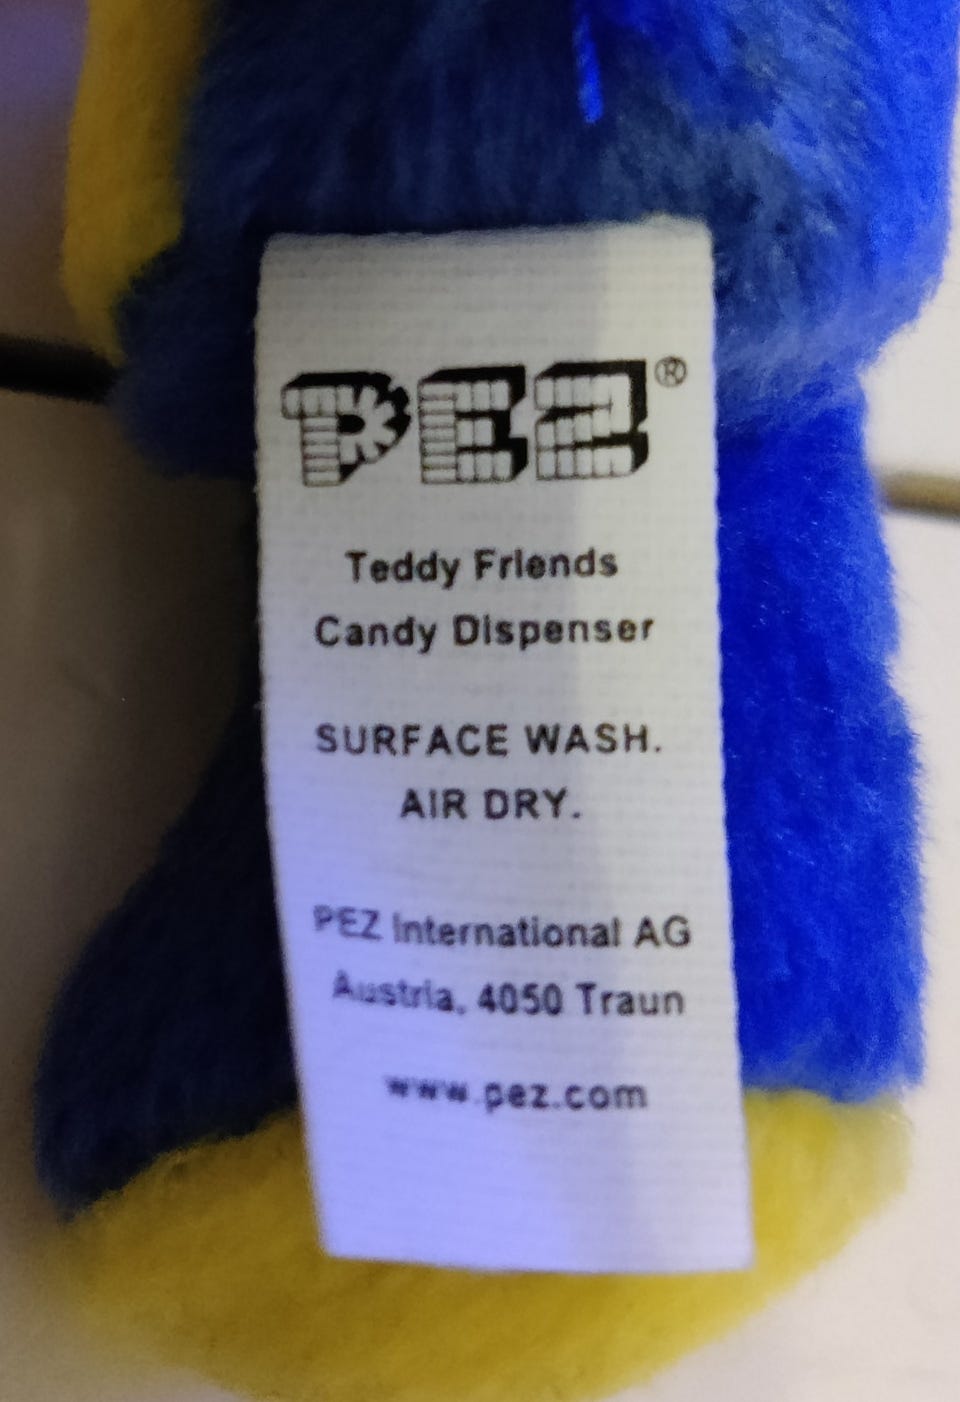 PEZ®
Teddy Friends
Candy Dispenser
SURFACE WASH.
AIR DRY.
PEZ International AG
Austria, 4050 Traun
www.pez.com